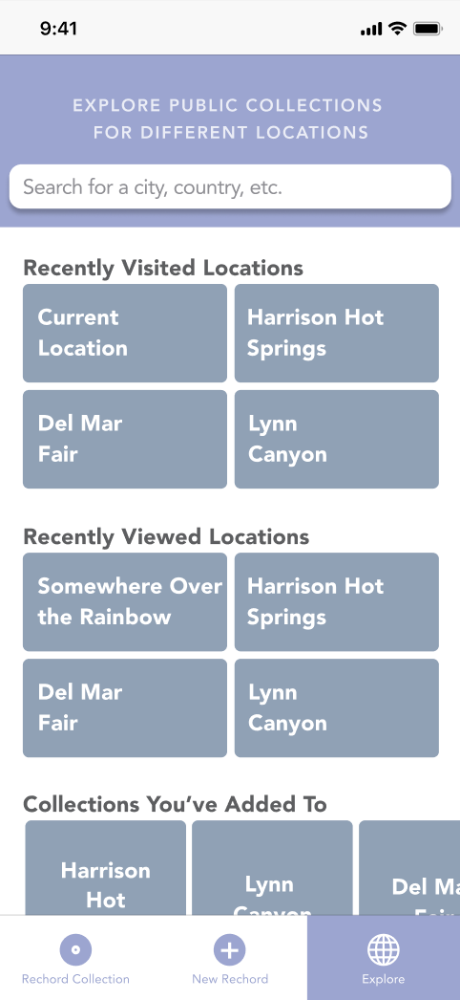 9:41
EXPLORE PUBLIC COLLECTIONS
FOR DIFFERENT LOCATIONS
Search for a city, country, etc.
Recently Visited Locations
Current
Location
Harrison Hot
Springs
Del Mar
Fair
Lynn
Canyon
Recently Viewed Locations
Somewhere Over
the Rainbow
Harrison Hot
Springs
Del Mar
Fair
Lynn
Canyon
Collections You’ve Added To
Harrison
Hot
Lynn
Canyon
Del Ma
Fair
Rechord Collection
New Rechord
Explore